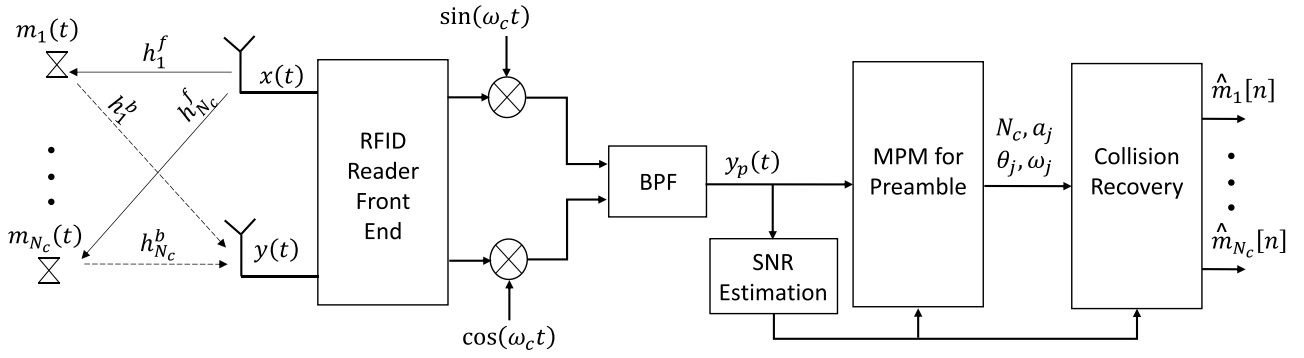 sin(ω_c t)
m_1(t)
h_1^f
x(t)
h_1^b
h_{N_c}^f
RFID
Reader
Front
End
BPF
y_p(t)
MPM for
Preamble
N_c, a_j
θ_j, ω_j
Collision
Recovery
m̂_1[n]
m_{N_c}(t)
h_{N_c}^b
y(t)
SNR
Estimation
m̂_{N_c}[n]
cos(ω_c t)